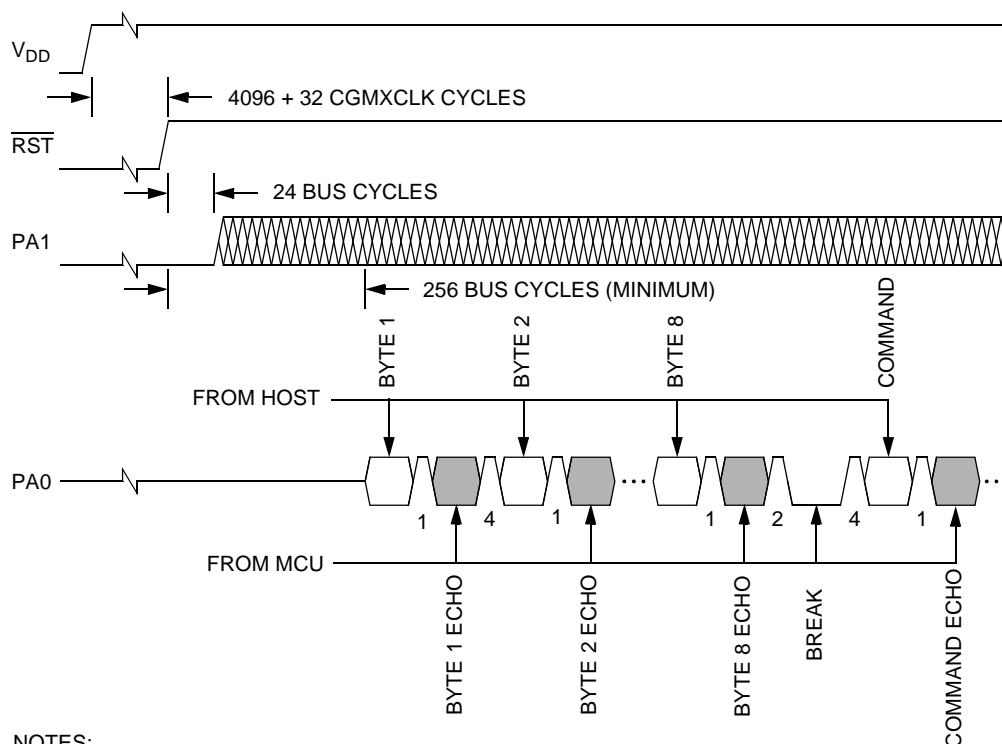 VDD
4096 + 32 CGMXCLK CYCLES
RST
24 BUS CYCLES
PA1
256 BUS CYCLES (MINIMUM)
BYTE 1
BYTE 2
BYTE 8
COMMAND
FROM HOST
PA0
1
4
1
1
2
4
1
FROM MCU
BYTE 1 ECHO
BYTE 2 ECHO
BYTE 8 ECHO
BREAK
COMMAND ECHO
NOTES: